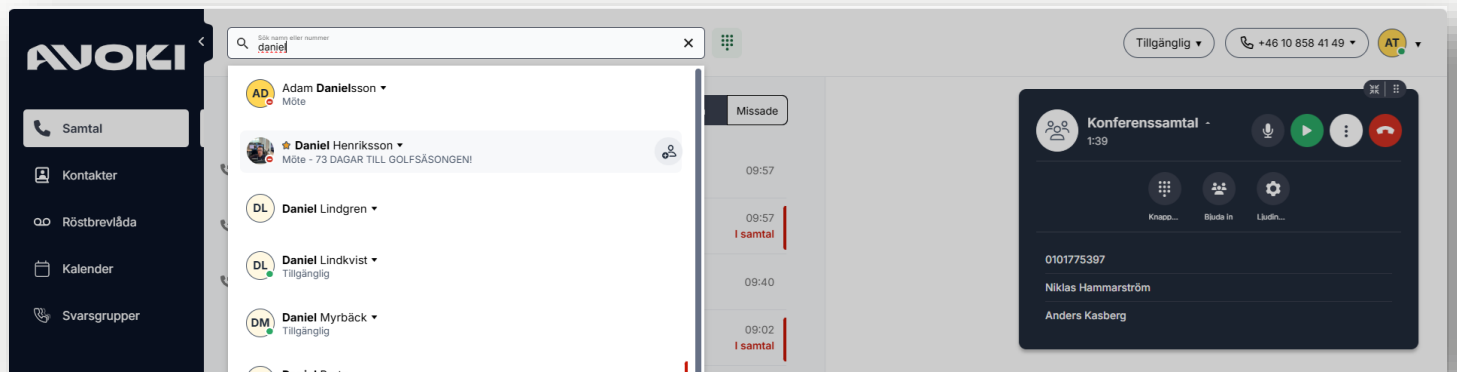 AVOKI
Samtal
Kontakter
Röstbrevlåda
Kalender
Svarsgrupper
Sök namn eller nummer
daniel
AD
Adam Danielsson
Möte
Daniel Henriksson
Möte - 73 DAGAR TILL GOLFSÄSONGEN!
DL
Daniel Lindgren
DL
Daniel Lindkvist
Tillgänglig
DM
Daniel Myrbäck
Tillgänglig
Missade
09:57
09:57
I samtal
09:40
09:02
I samtal
Tillgänglig
+46 10 858 41 49
AT
Konferenssamtal -
1:39
Knapp...
Bjuda in
Ljudin...
0101775397
Niklas Hammarström
Anders Kasberg